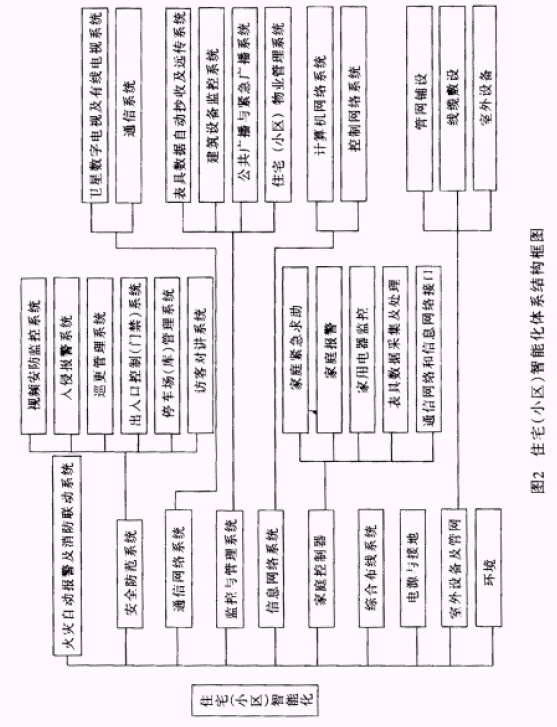 住宅(小区)智能化
火灾自动报警及消防联动系统
安全防范系统
视频安防监控系统
入侵报警系统
巡更管理系统
出入口控制(门禁)系统
停车场(库)管理系统
访客对讲系统
通信网络系统
卫星数字电视及有线电视系统
通信系统
监控与管理系统
表具数据自动抄收及远传系统
建筑设备监控系统
公共广播与紧急广播系统
住宅(小区)物业管理系统
信息网络系统
计算机网络系统
控制网络系统
家庭控制器
家庭紧急求助
家庭报警
家用电器监控
表具数据采集及处理
通信网络和信息网络接口
综合布线系统
电源与接地
室外设备及管网
管网铺设
线缆敷设
室外设备
环境
图2 住宅(小区)智能化体系结构框图